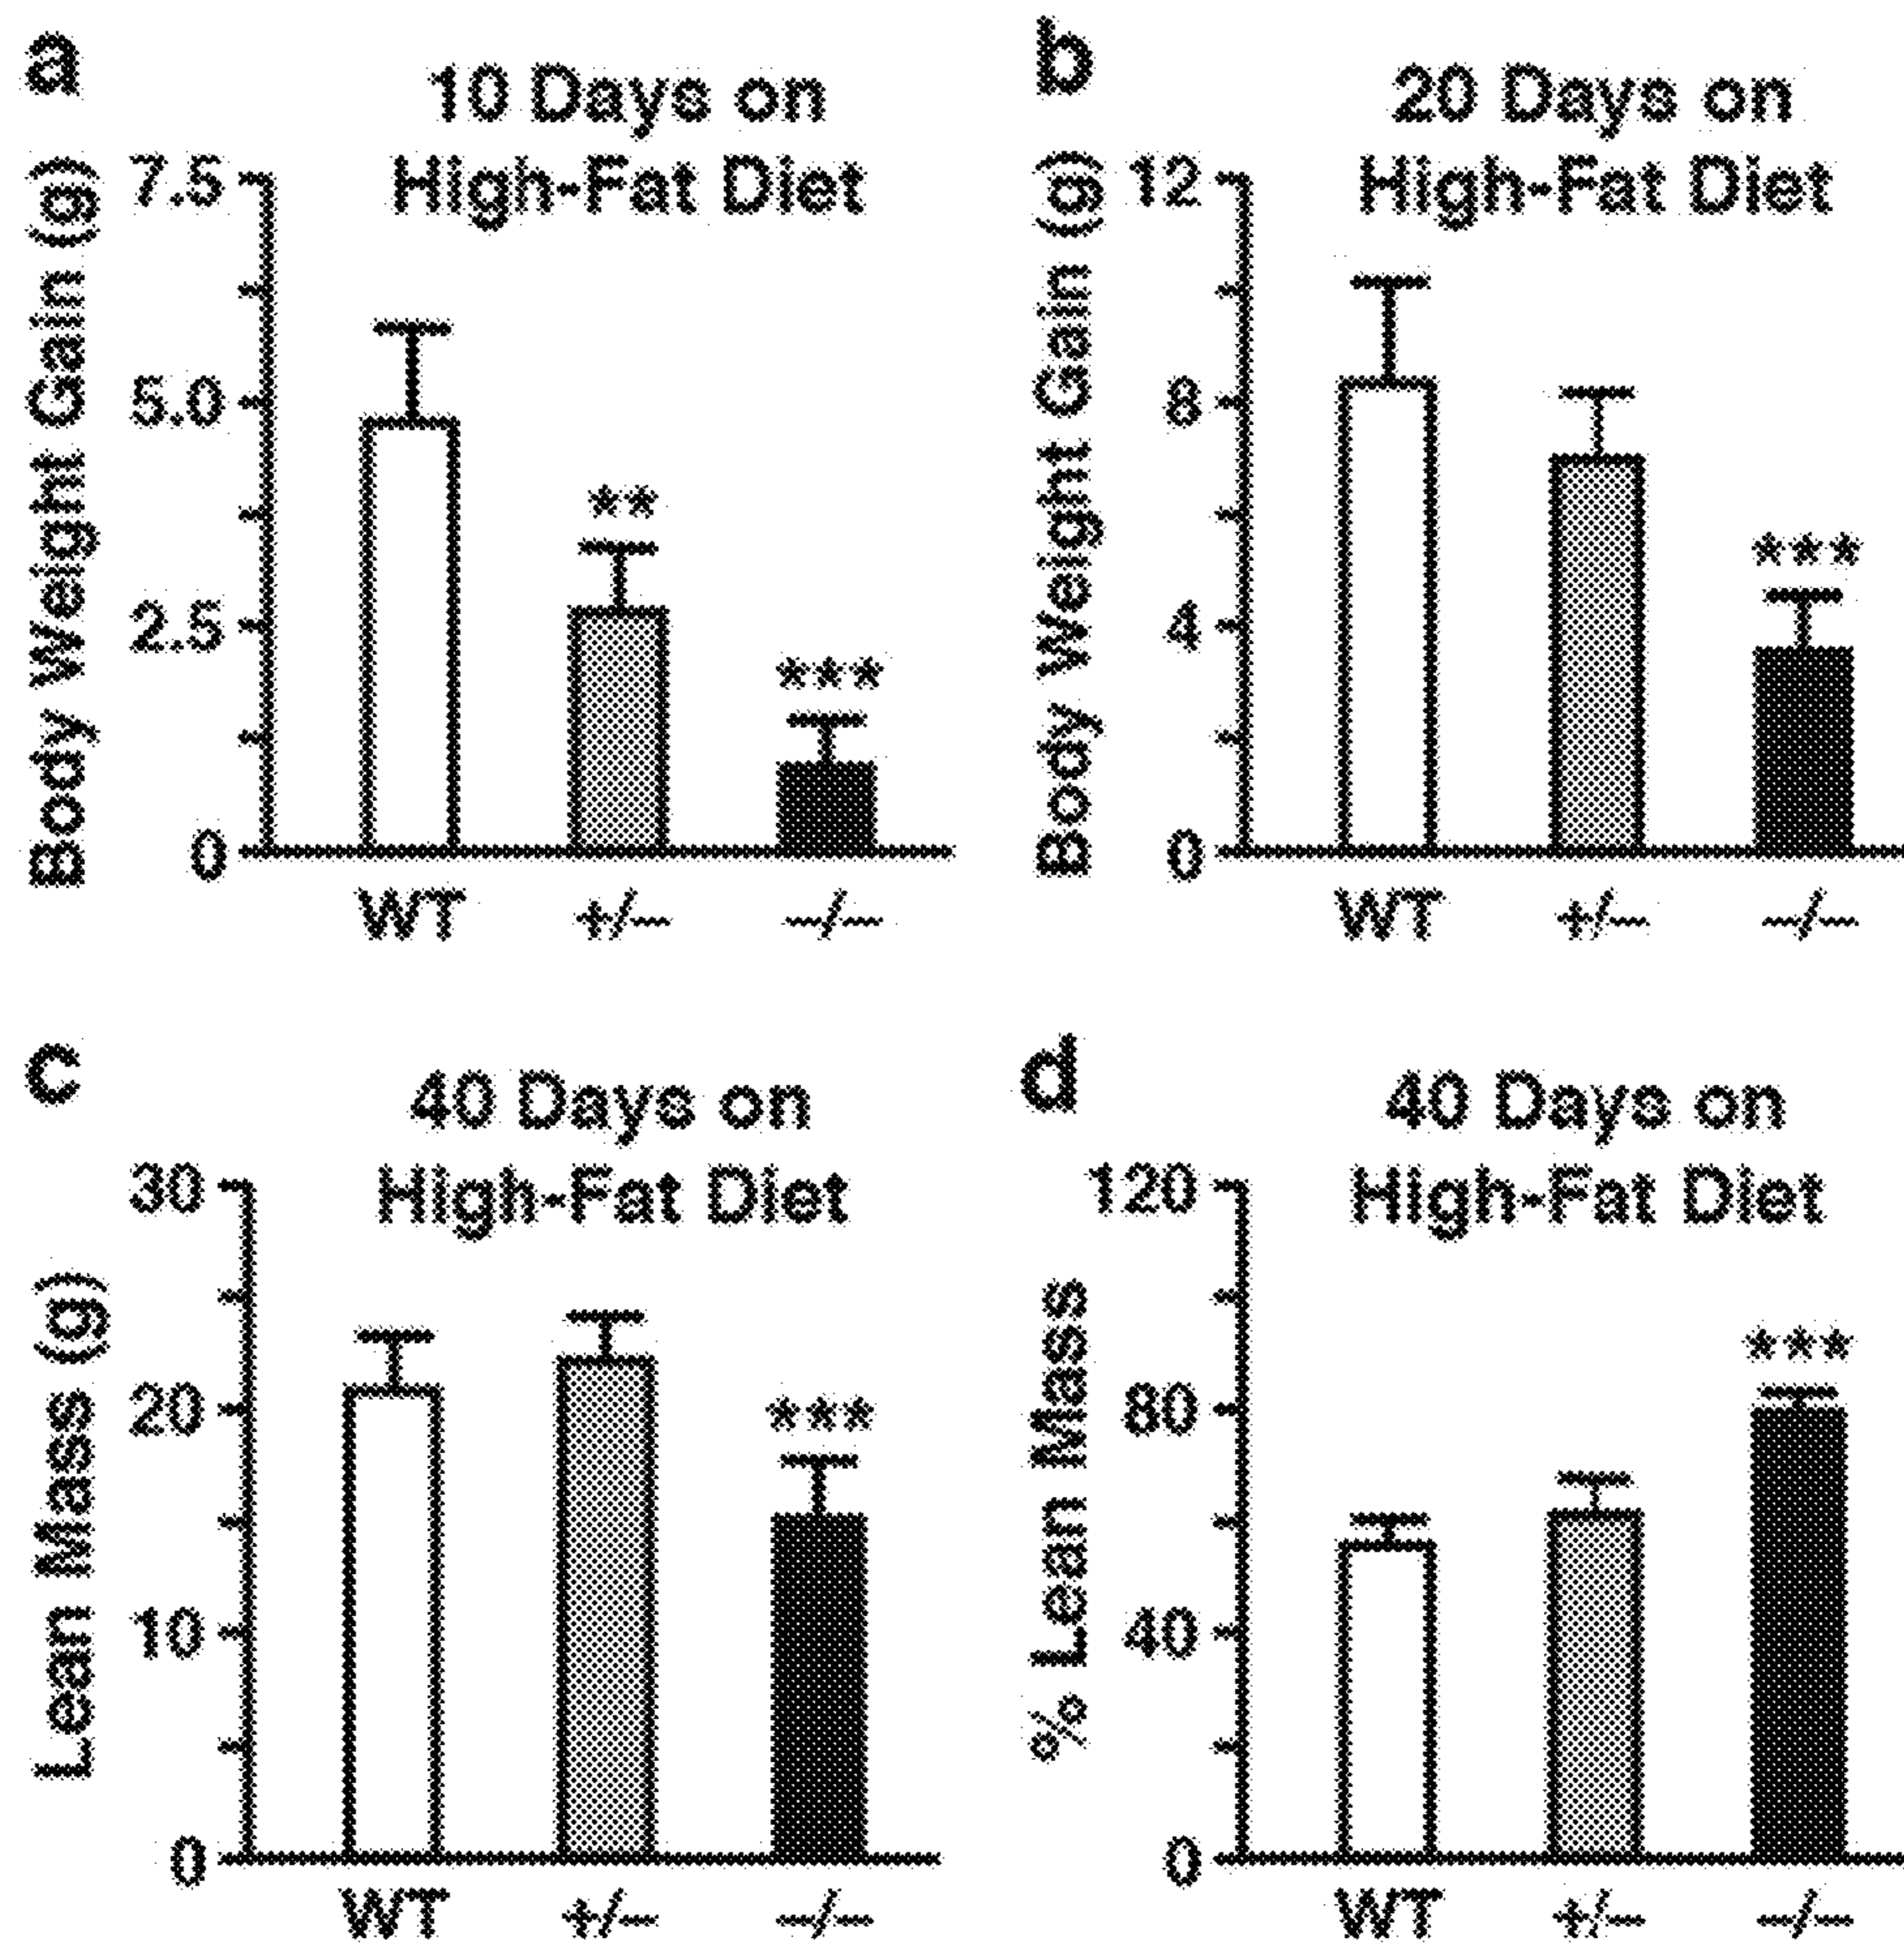 a
10 Days on
High-Fat Diet
Body Weight Gain (g)
7.5
5.0
2.5
0
**
***
WT +/– –/–
b
20 Days on
High-Fat Diet
Body Weight Gain (g)
12
8
4
0
***
WT +/– –/–
c
40 Days on
High-Fat Diet
Lean Mass (g)
30
20
10
0
***
WT +/– –/–
d
40 Days on
High-Fat Diet
% Lean Mass
120
80
40
0
***
WT +/– –/–